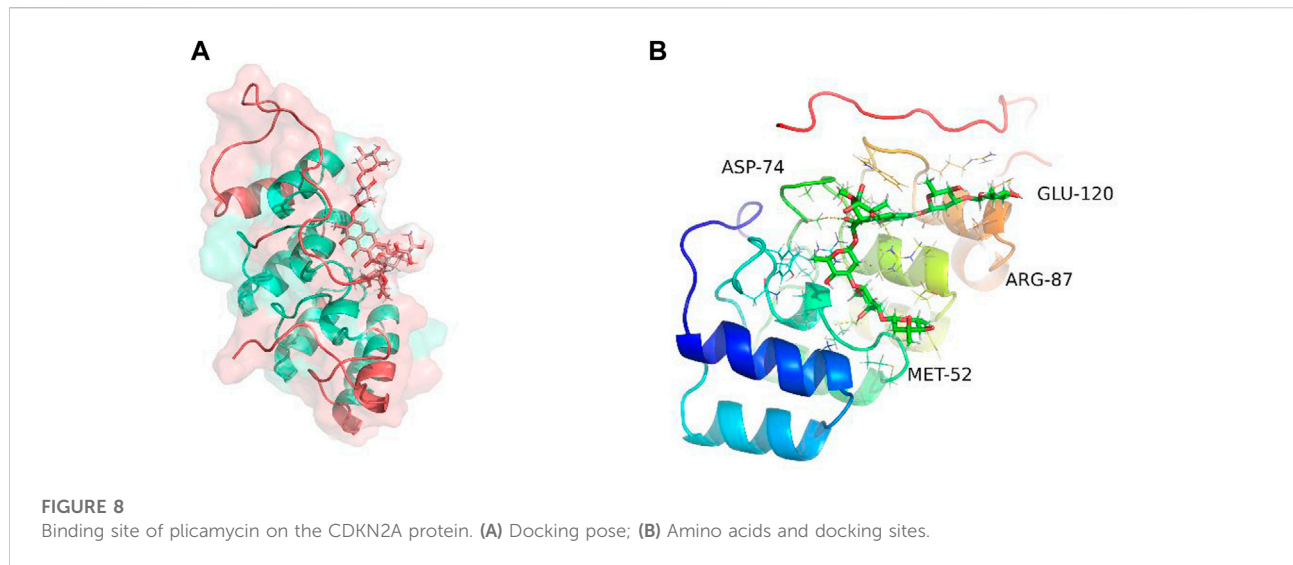 A
B
ASP-74
GLU-120
ARG-87
MET-52
FIGURE 8
Binding site of plicamycin on the CDKN2A protein. (A) Docking pose; (B) Amino acids and docking sites.